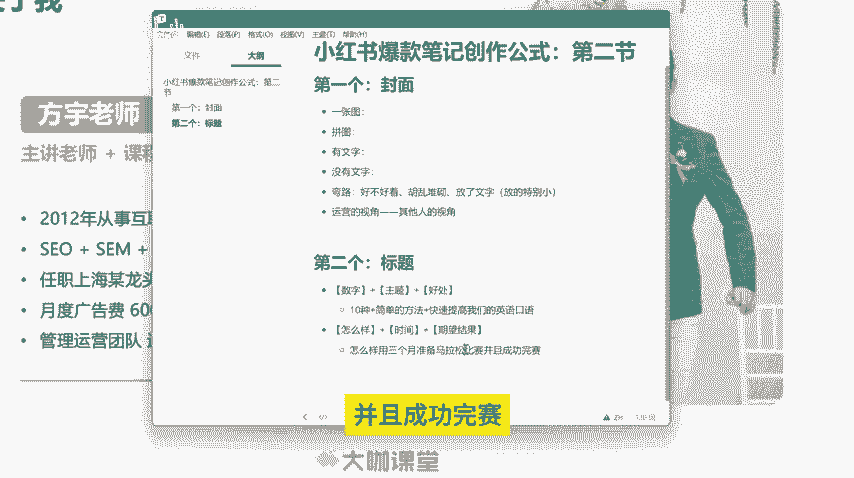 方宇老师
主讲老师 + 课程
• 2012年从事互联
• SEO + SEM +
• 任职上海某龙头
• 月度广告费 600
• 管理运营团队
编辑(E) 段落(P) 格式(O) 视图(V) 主题(T) 帮助(H)
文件 大纲
小红书爆款笔记创作公式：第二节
第一个：封面
第二个：标题
小红书爆款笔记创作公式：第二节
第一个：封面
• 一张图：
• 拼图：
• 有文字：
• 没有文字：
• 弯路：好不好看、胡乱堆砌、放了文字（放的特别小）
• 运营的视角——其他人的视角
第二个：标题
• 【数字】+【主题】+【好处】
○ 10种+简单的方法+快速提高我们的英语口语
• 【怎么样】+【时间】+【期望结果】
○ 怎么样用三个月准备马拉松比赛并且成功完赛
并且成功完赛
大咖课堂